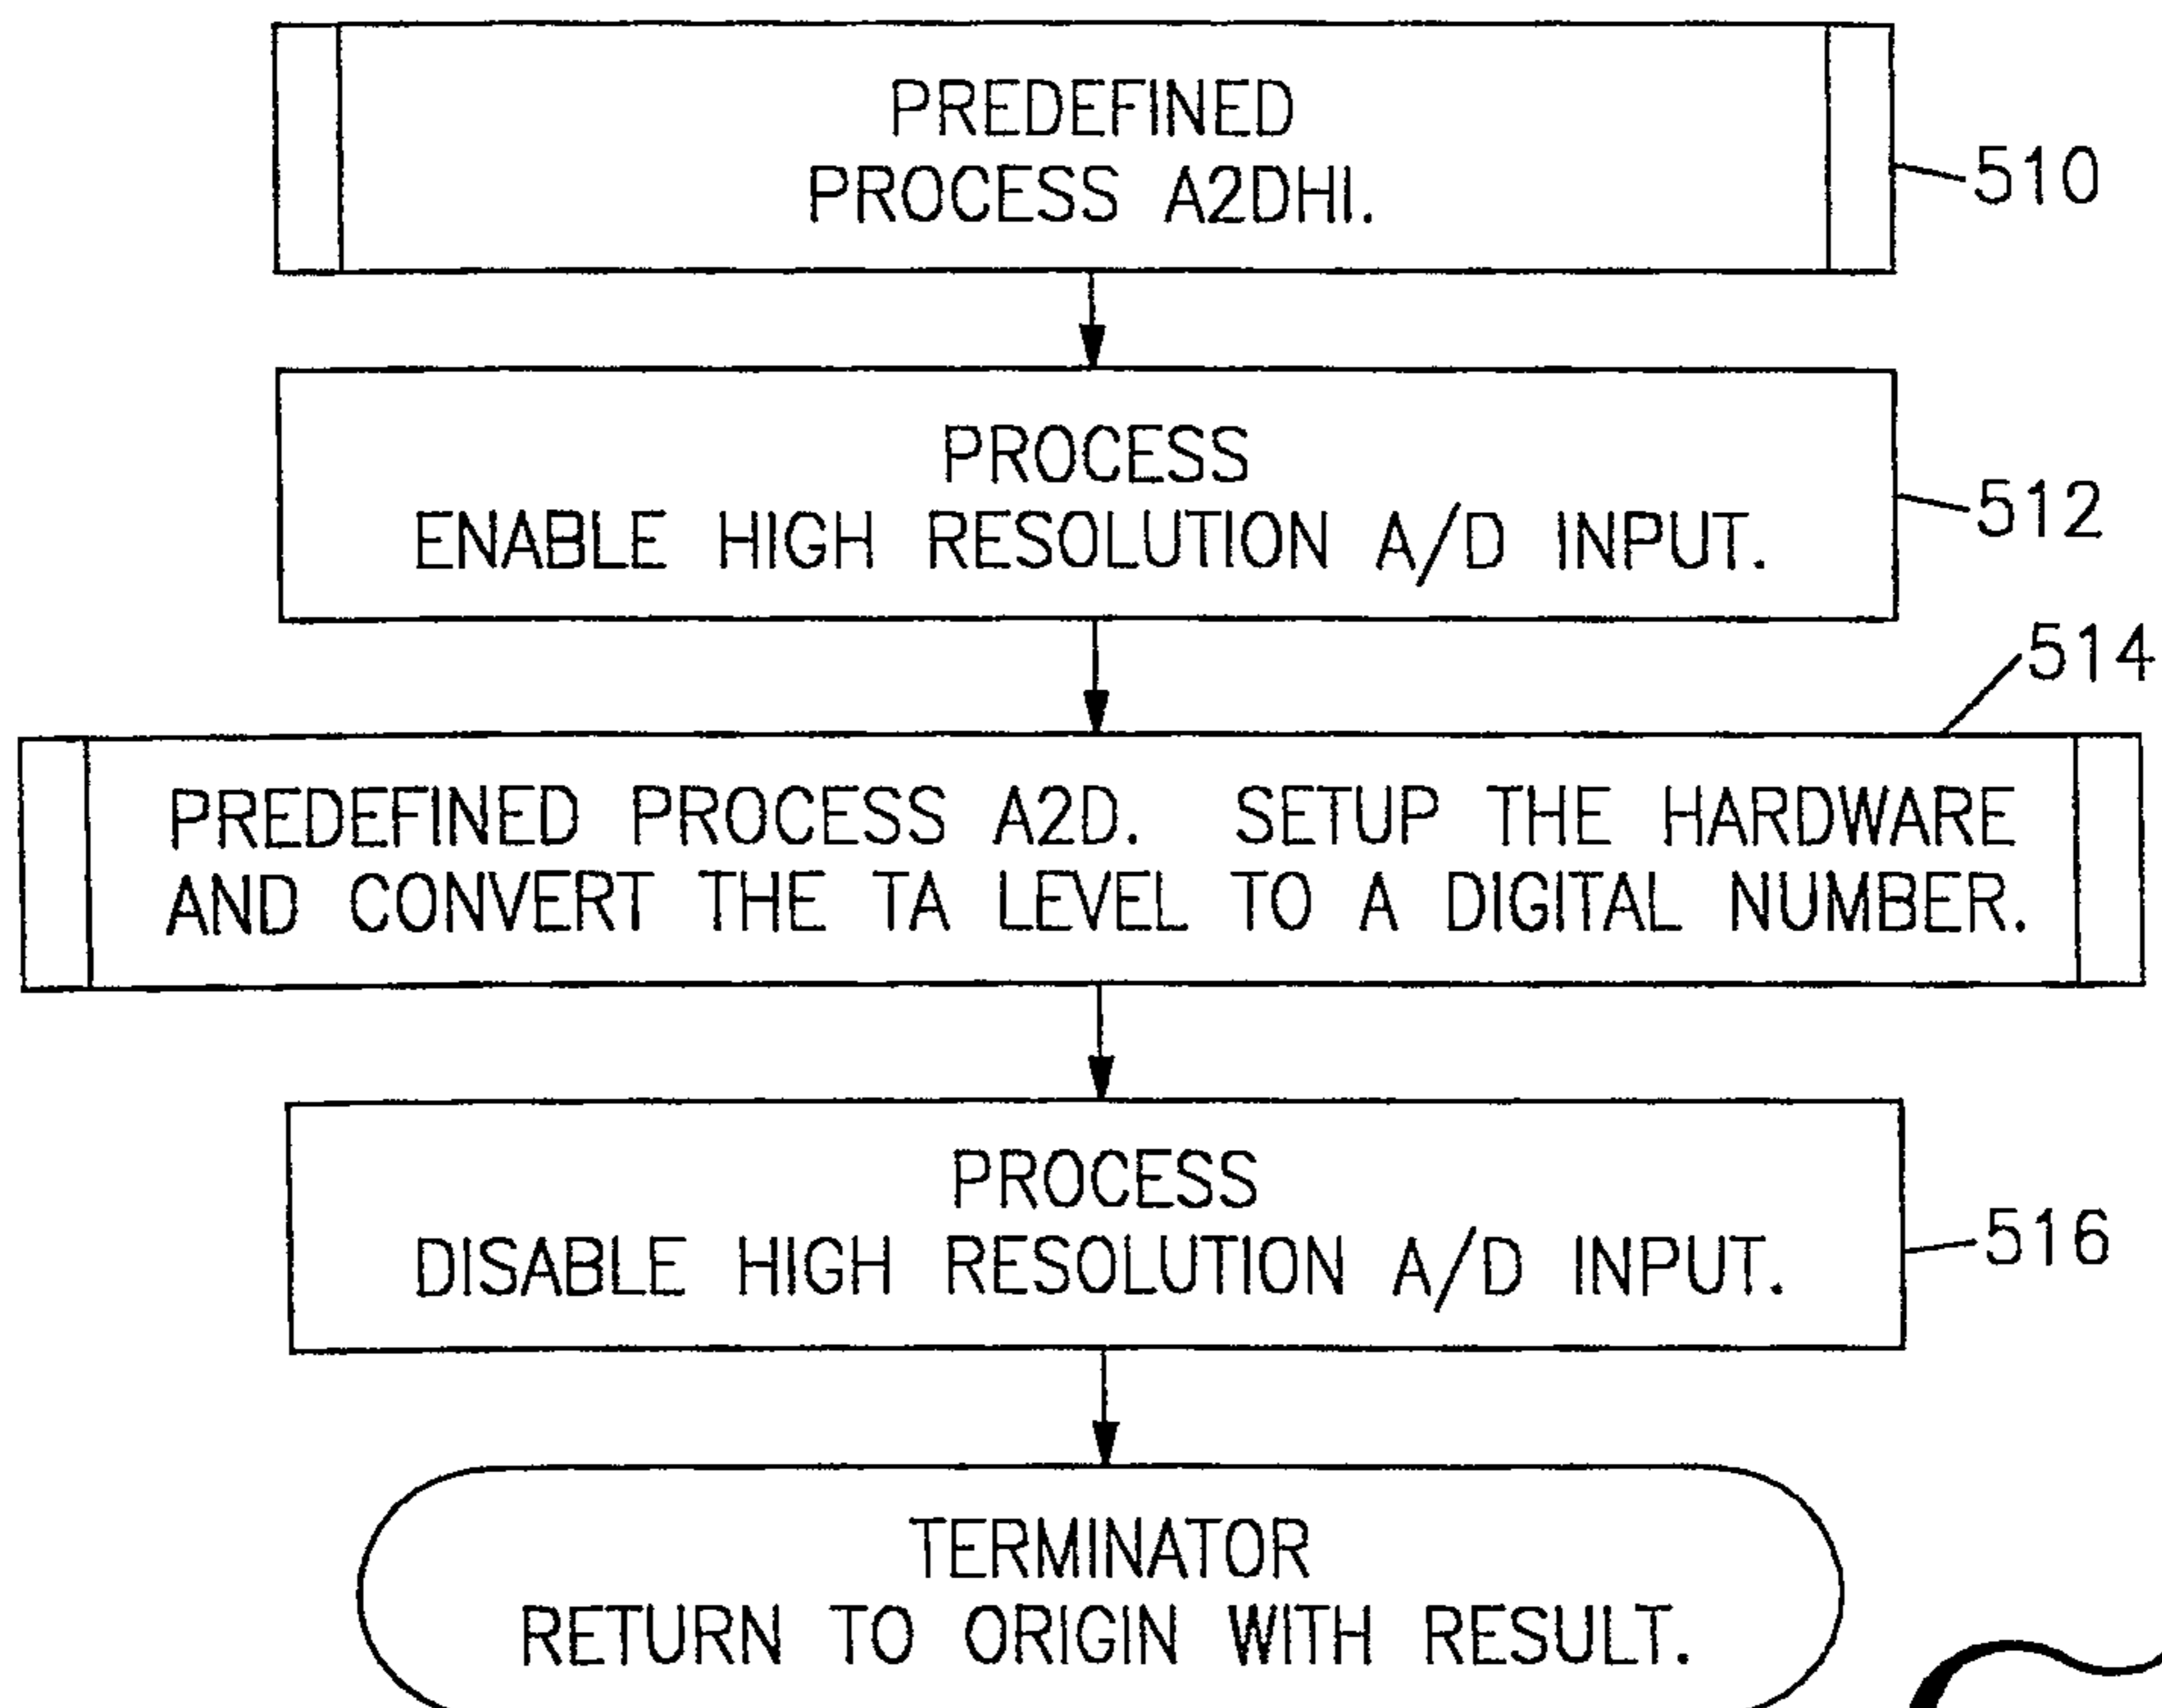 PREDEFINED
PROCESS A2DHI.
510
PROCESS
ENABLE HIGH RESOLUTION A/D INPUT.
512
514
PREDEFINED PROCESS A2D. SETUP THE HARDWARE
AND CONVERT THE TA LEVEL TO A DIGITAL NUMBER.
PROCESS
DISABLE HIGH RESOLUTION A/D INPUT.
516
TERMINATOR
RETURN TO ORIGIN WITH RESULT.